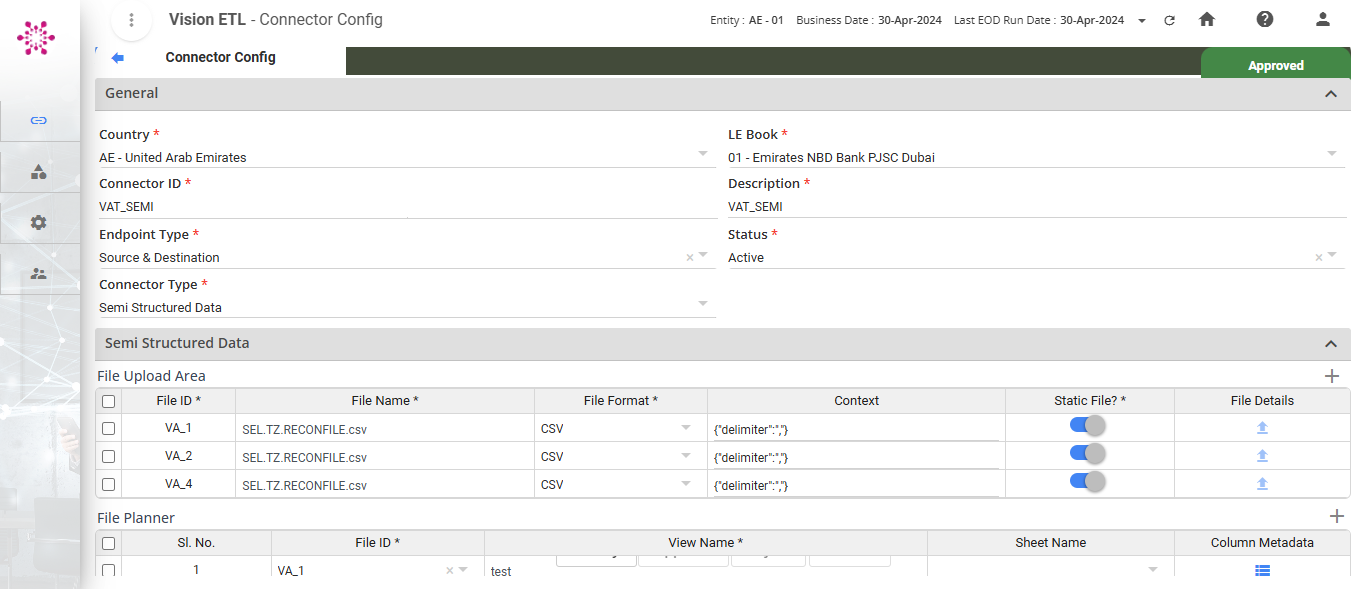 Vision ETL - Connector Config
Entity : AE - 01 Business Date : 30-Apr-2024 Last EOD Run Date : 30-Apr-2024
Connector Config
Approved
General
Country * LE Book *
AE - United Arab Emirates 01 - Emirates NBD Bank PJSC Dubai
Connector ID * Description *
VAT_SEMI VAT_SEMI
Endpoint Type * Status *
Source & Destination × Active ×
Connector Type *
Semi Structured Data
Semi Structured Data
File Upload Area
File ID * File Name * File Format * Context Static File? * File Details
VA_1 SEL.TZ.RECONFILE.csv CSV {"delimiter":","}
VA_2 SEL.TZ.RECONFILE.csv CSV {"delimiter":","}
VA_4 SEL.TZ.RECONFILE.csv CSV {"delimiter":","}
File Planner
Sl. No. File ID * View Name * Sheet Name Column Metadata
1 VA_1 × test